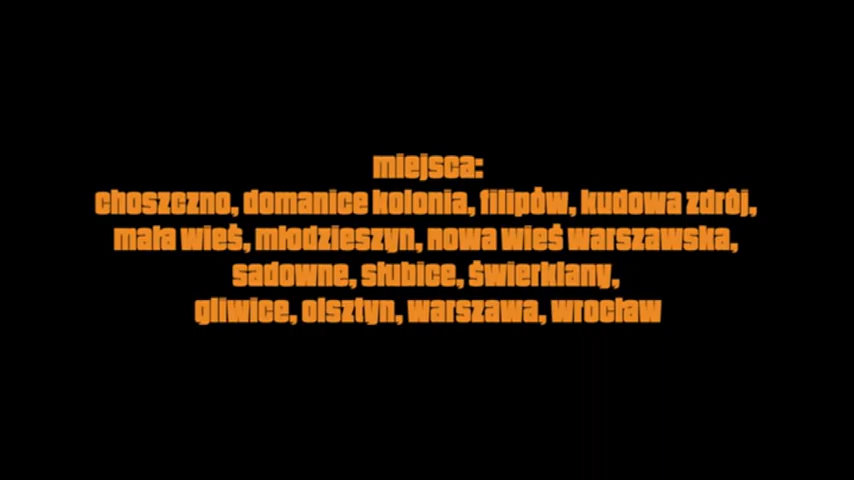 miejsca:
choszczno, domanice kolonia, filipów, kudowa zdrój,
mała wieś, młodzieszyn, nowa wieś warszawska,
sadowne, słubice, świerklany,
gliwice, olsztyn, warszawa, wrocław